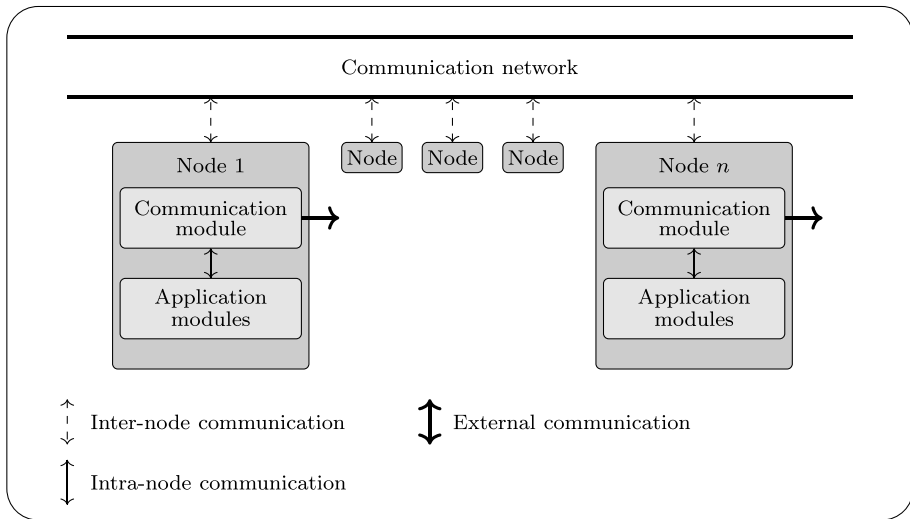 Communication network
Node 1
Node
Node
Node
Node n
Communication
module
Communication
module
Application
modules
Application
modules
Inter-node communication
External communication
Intra-node communication